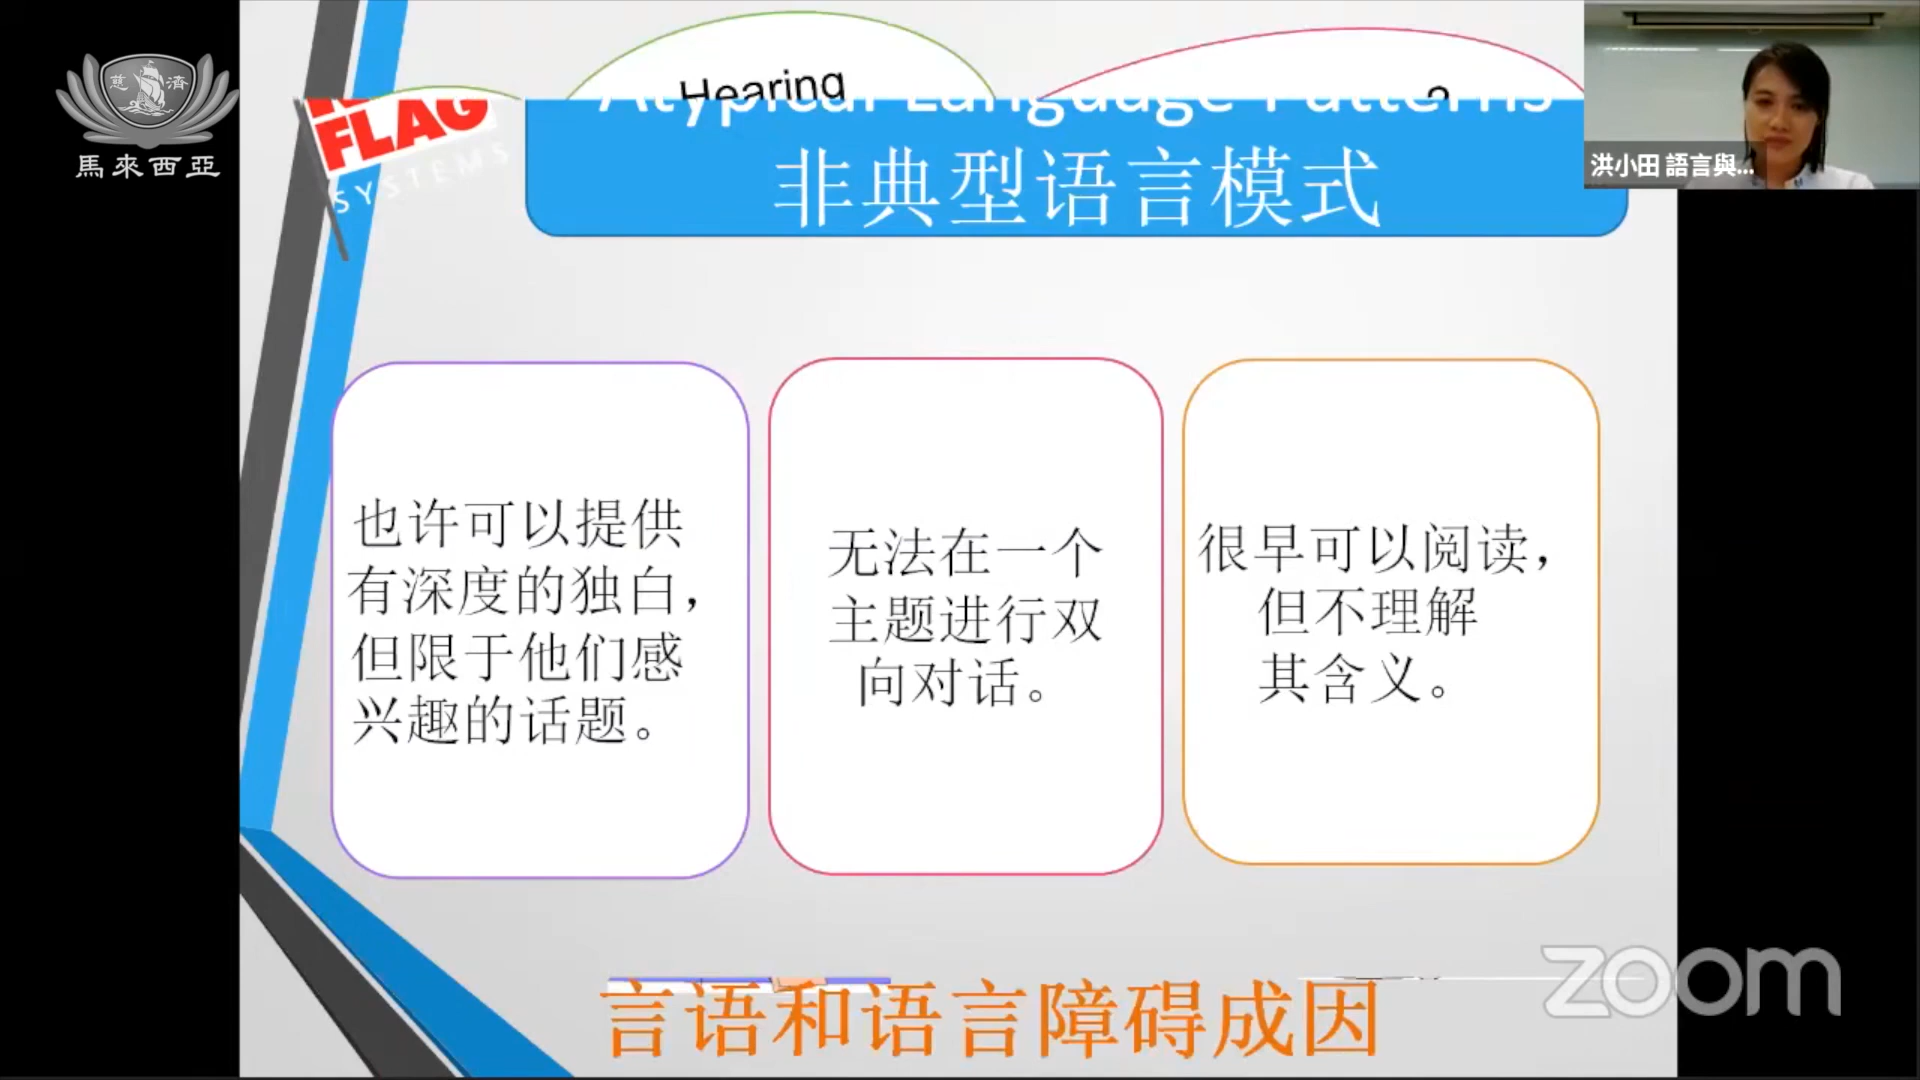 慈濟
馬來西亞
FLAG
SYSTEMS
Hearing
Atypical Language Patterns
非典型语言模式
洪小田 語言與...
也许可以提供
有深度的独白，
但限于他们感
兴趣的话题。
无法在一个
主题进行双
向对话。
很早可以阅读，
但不理解
其含义。
言语和语言障碍成因
zoom